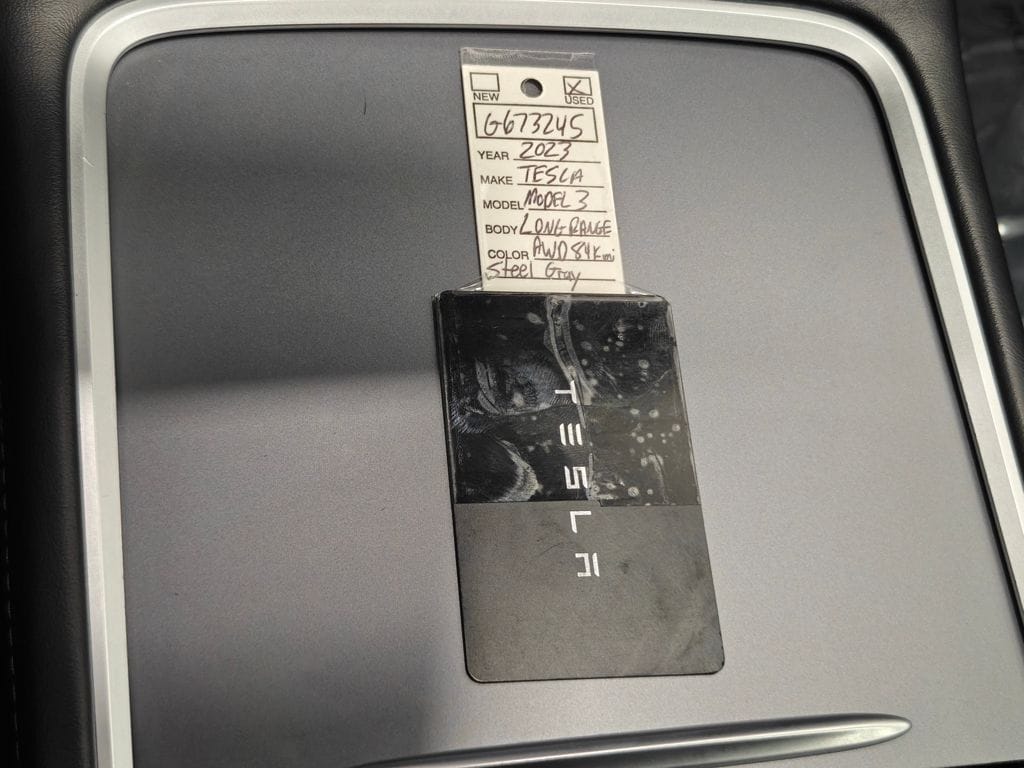 NEW USED
G673245
YEAR 2023
MAKE TESLA
MODEL MODEL 3
BODY LONG RANGE
COLOR AWD 84K mi
Steel Gray
TESLA